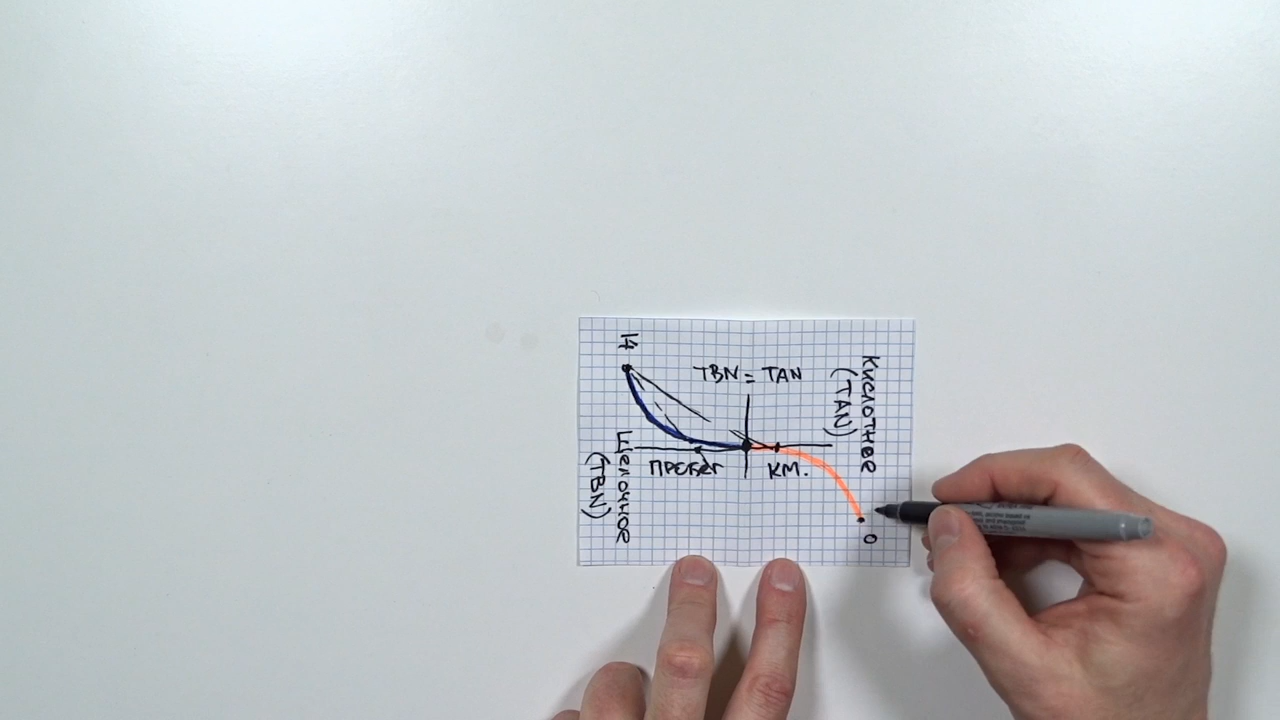 14
TBN = TAN
Кислотное
(TAN)
Щелочное
(TBN)
ПРОБЕГ
КМ.
0